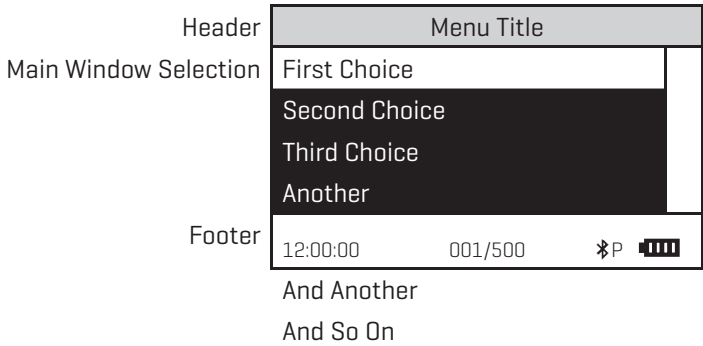 Header
Menu Title
Main Window Selection
First Choice
Second Choice
Third Choice
Another
Footer
12:00:00 001/500 P
And Another
And So On